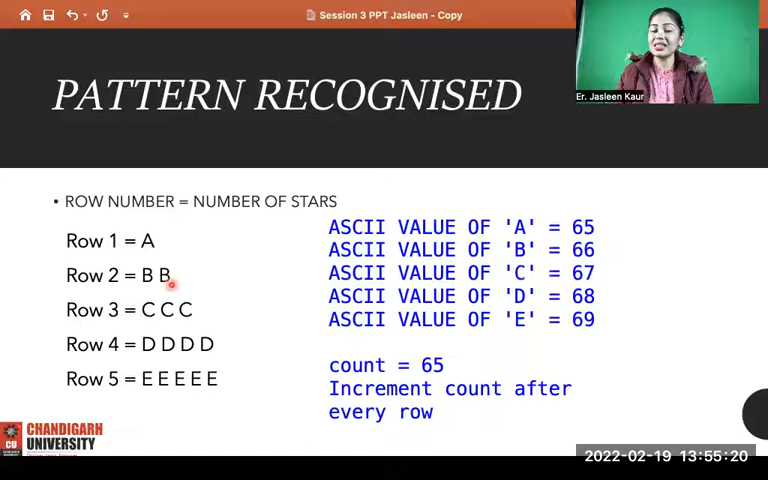 Session 3 PPT Jasleen - Copy
PATTERN RECOGNISED
Er. Jasleen Kaur
• ROW NUMBER = NUMBER OF STARS
Row 1 = A
Row 2 = B B
Row 3 = C C C
Row 4 = D D D D
Row 5 = E E E E E
ASCII VALUE OF 'A' = 65
ASCII VALUE OF 'B' = 66
ASCII VALUE OF 'C' = 67
ASCII VALUE OF 'D' = 68
ASCII VALUE OF 'E' = 69
count = 65
Increment count after
every row
CU
CHANDIGARH
UNIVERSITY
2022-02-19 13:55:20